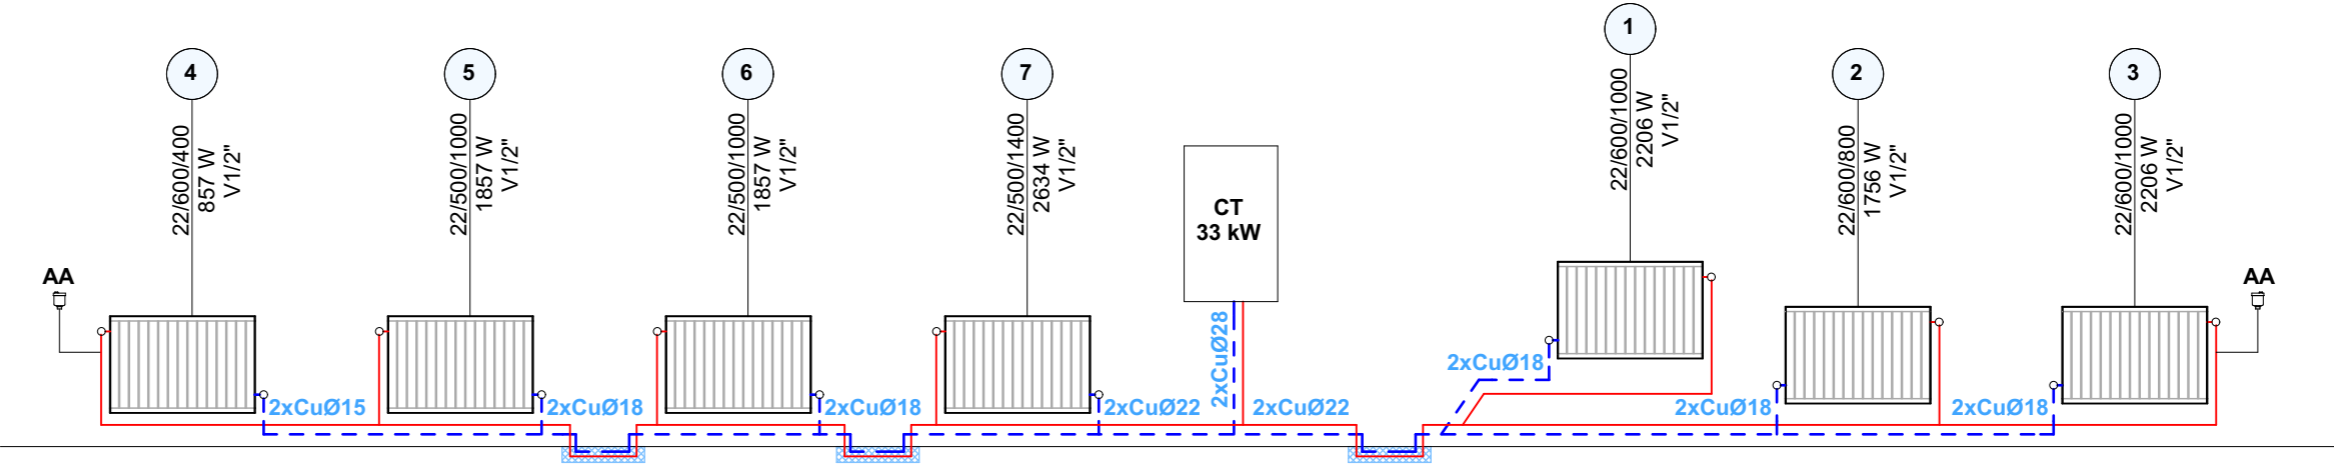 4
22/600/400
857 W
V1/2"
5
22/500/1000
1857 W
V1/2"
6
22/500/1000
1857 W
V1/2"
7
22/500/1400
2634 W
V1/2"
CT
33 kW
1
22/600/1000
2206 W
V1/2"
2
22/600/800
1756 W
V1/2"
3
22/600/1000
2206 W
V1/2"
AA
AA
2xCuØ15
2xCuØ18
2xCuØ18
2xCuØ22
2xCuØ28
2xCuØ22
2xCuØ18
2xCuØ18
2xCuØ18